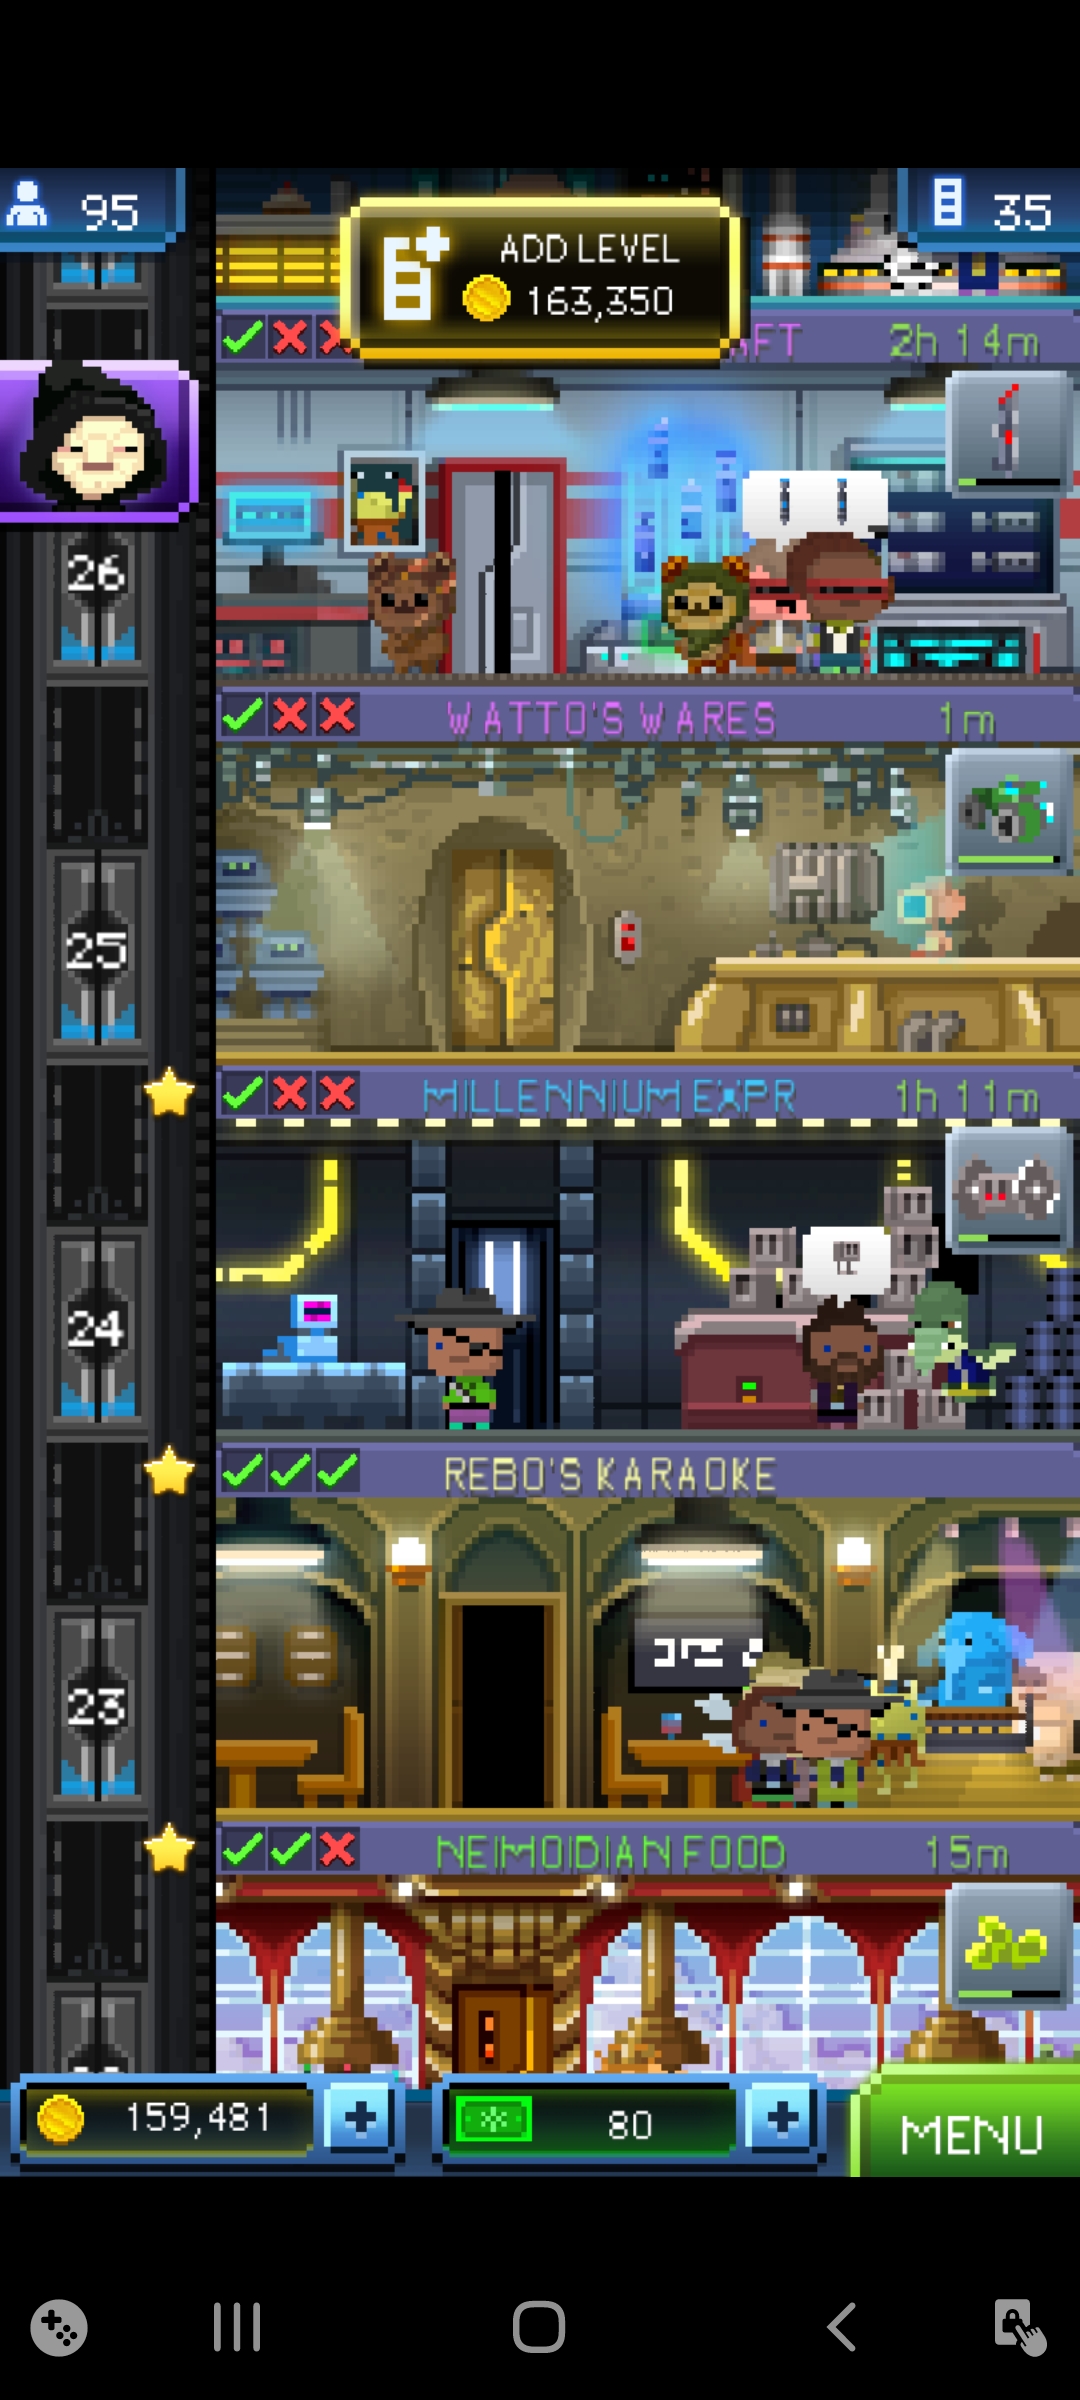 95
ADD LEVEL
163,350
35
AFT 2h 14m
26
WATTO'S WARES 1m
25
MILLENNIUM EXPR 1h 11m
24
REBO'S KARAOKE
23
NEIMOIDIAN FOOD 15m
159,481
80
MENU